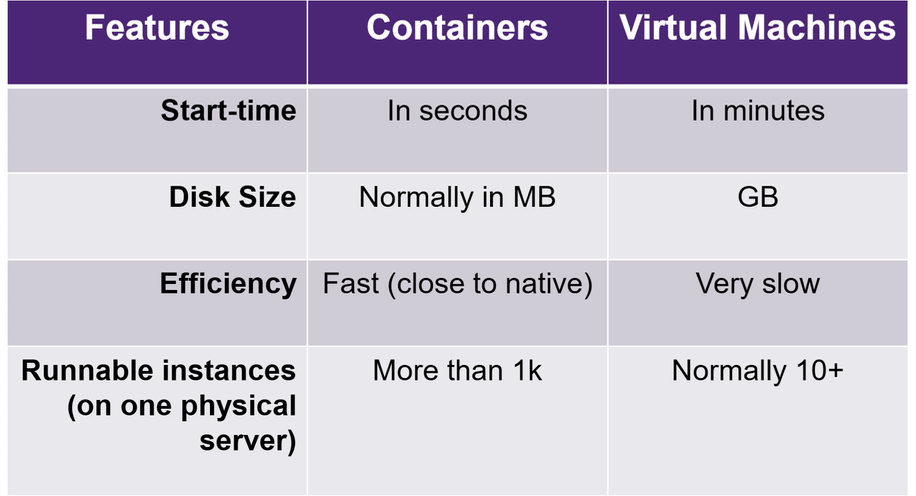 Features Containers Virtual Machines
Start-time In seconds In minutes
Disk Size Normally in MB GB
Efficiency Fast (close to native) Very slow
Runnable instances More than 1k Normally 10+
(on one physical
server)